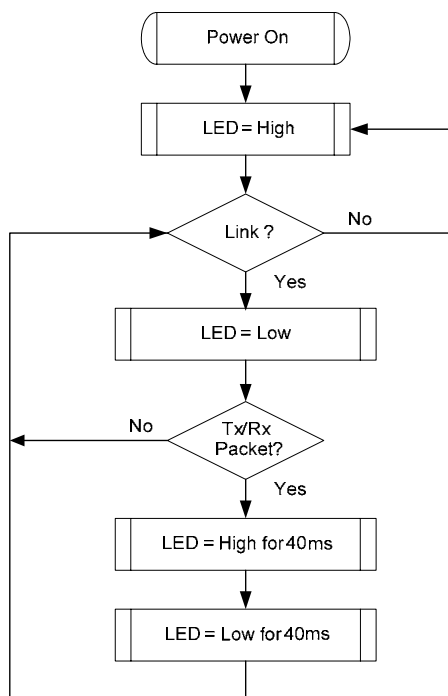 Power On
LED = High
Link ?
No
Yes
LED = Low
No
Tx/Rx
Packet?
Yes
LED = High for 40ms
LED = Low for 40ms